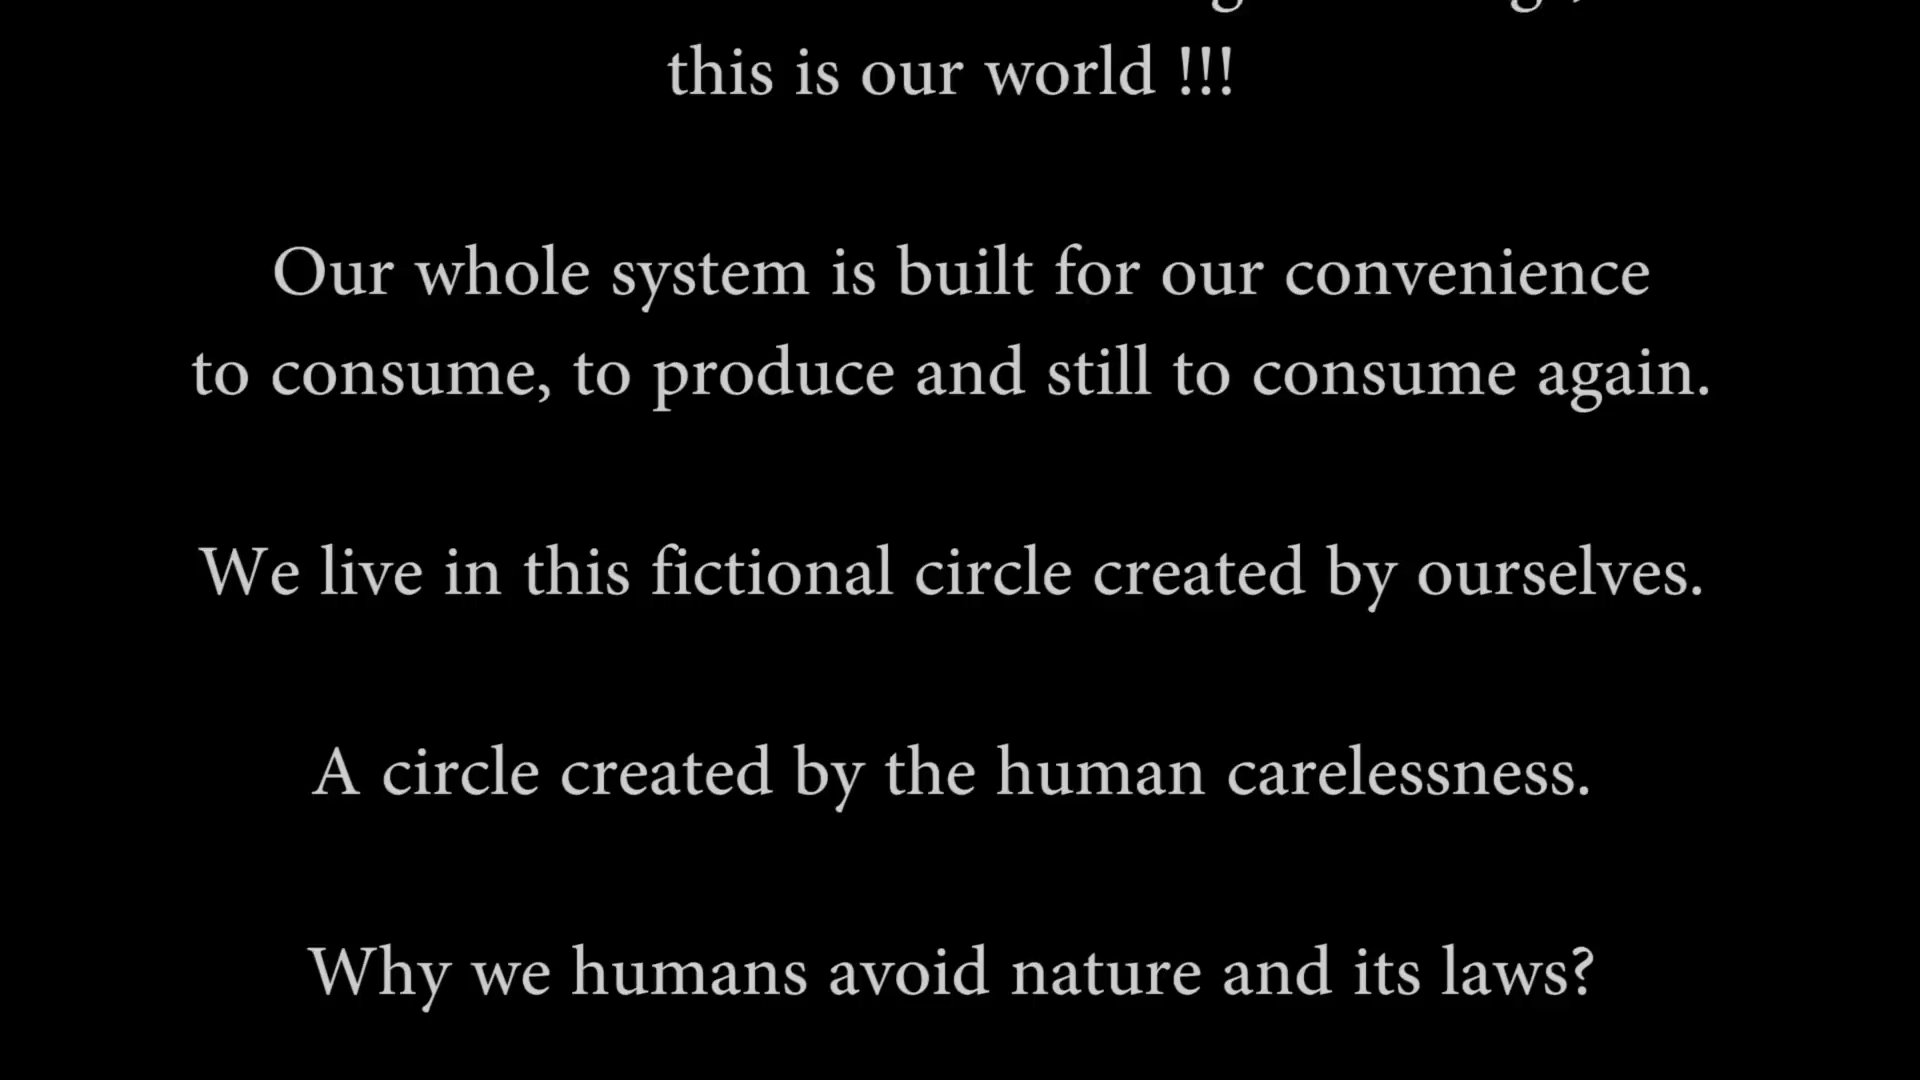 this is our world !!!
Our whole system is built for our convenience
to consume, to produce and still to consume again.
We live in this fictional circle created by ourselves.
A circle created by the human carelessness.
Why we humans avoid nature and its laws?